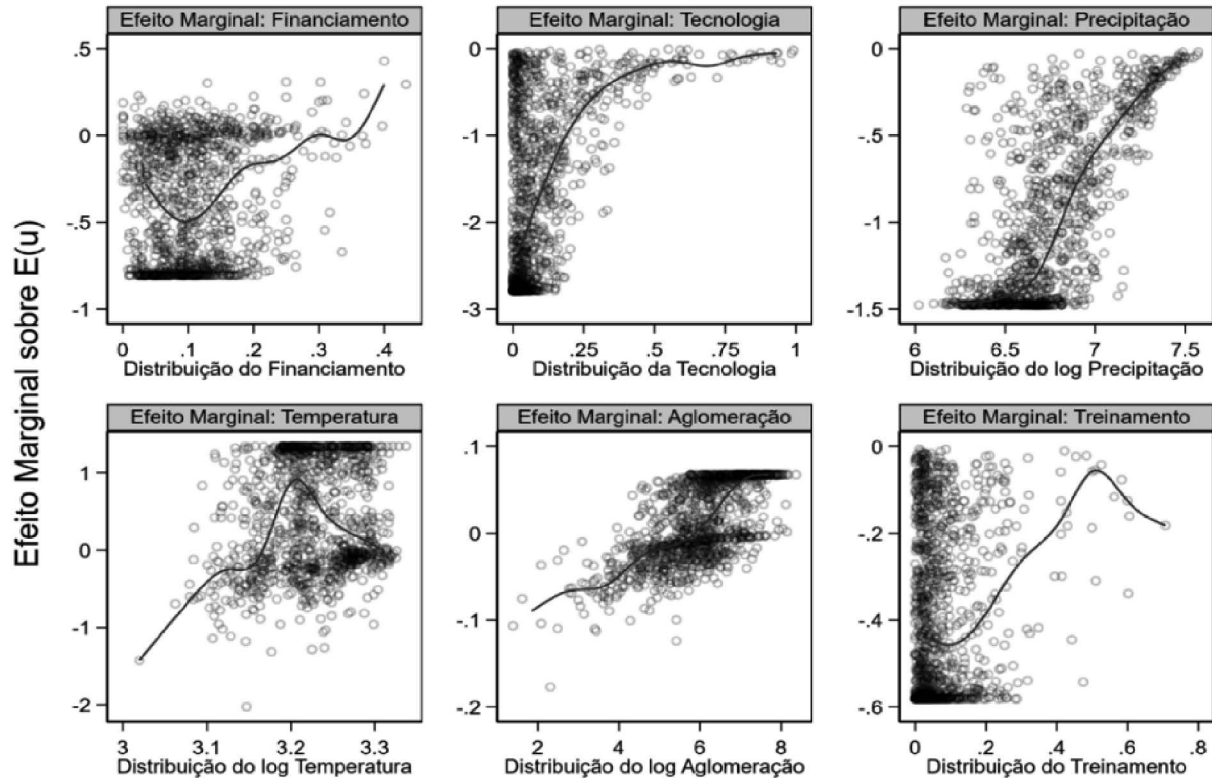 Efeito Marginal sobre E(u)
Efeito Marginal: Financiamento
.5
0
-.5
-1
0 .1 .2 .3 .4
Distribuição do Financiamento
Efeito Marginal: Tecnologia
0
-1
-2
-3
0 .25 .5 .75 1
Distribuição da Tecnologia
Efeito Marginal: Precipitação
0
-.5
-1
-1.5
6 6.5 7 7.5
Distribuição do log Precipitação
Efeito Marginal: Temperatura
1
0
-1
-2
3 3.1 3.2 3.3
Distribuição do log Temperatura
Efeito Marginal: Aglomeração
.1
0
-.1
-.2
2 4 6 8
Distribuição do log Aglomeração
Efeito Marginal: Treinamento
0
-.2
-.4
-.6
0 .2 .4 .6 .8
Distribuição do Treinamento